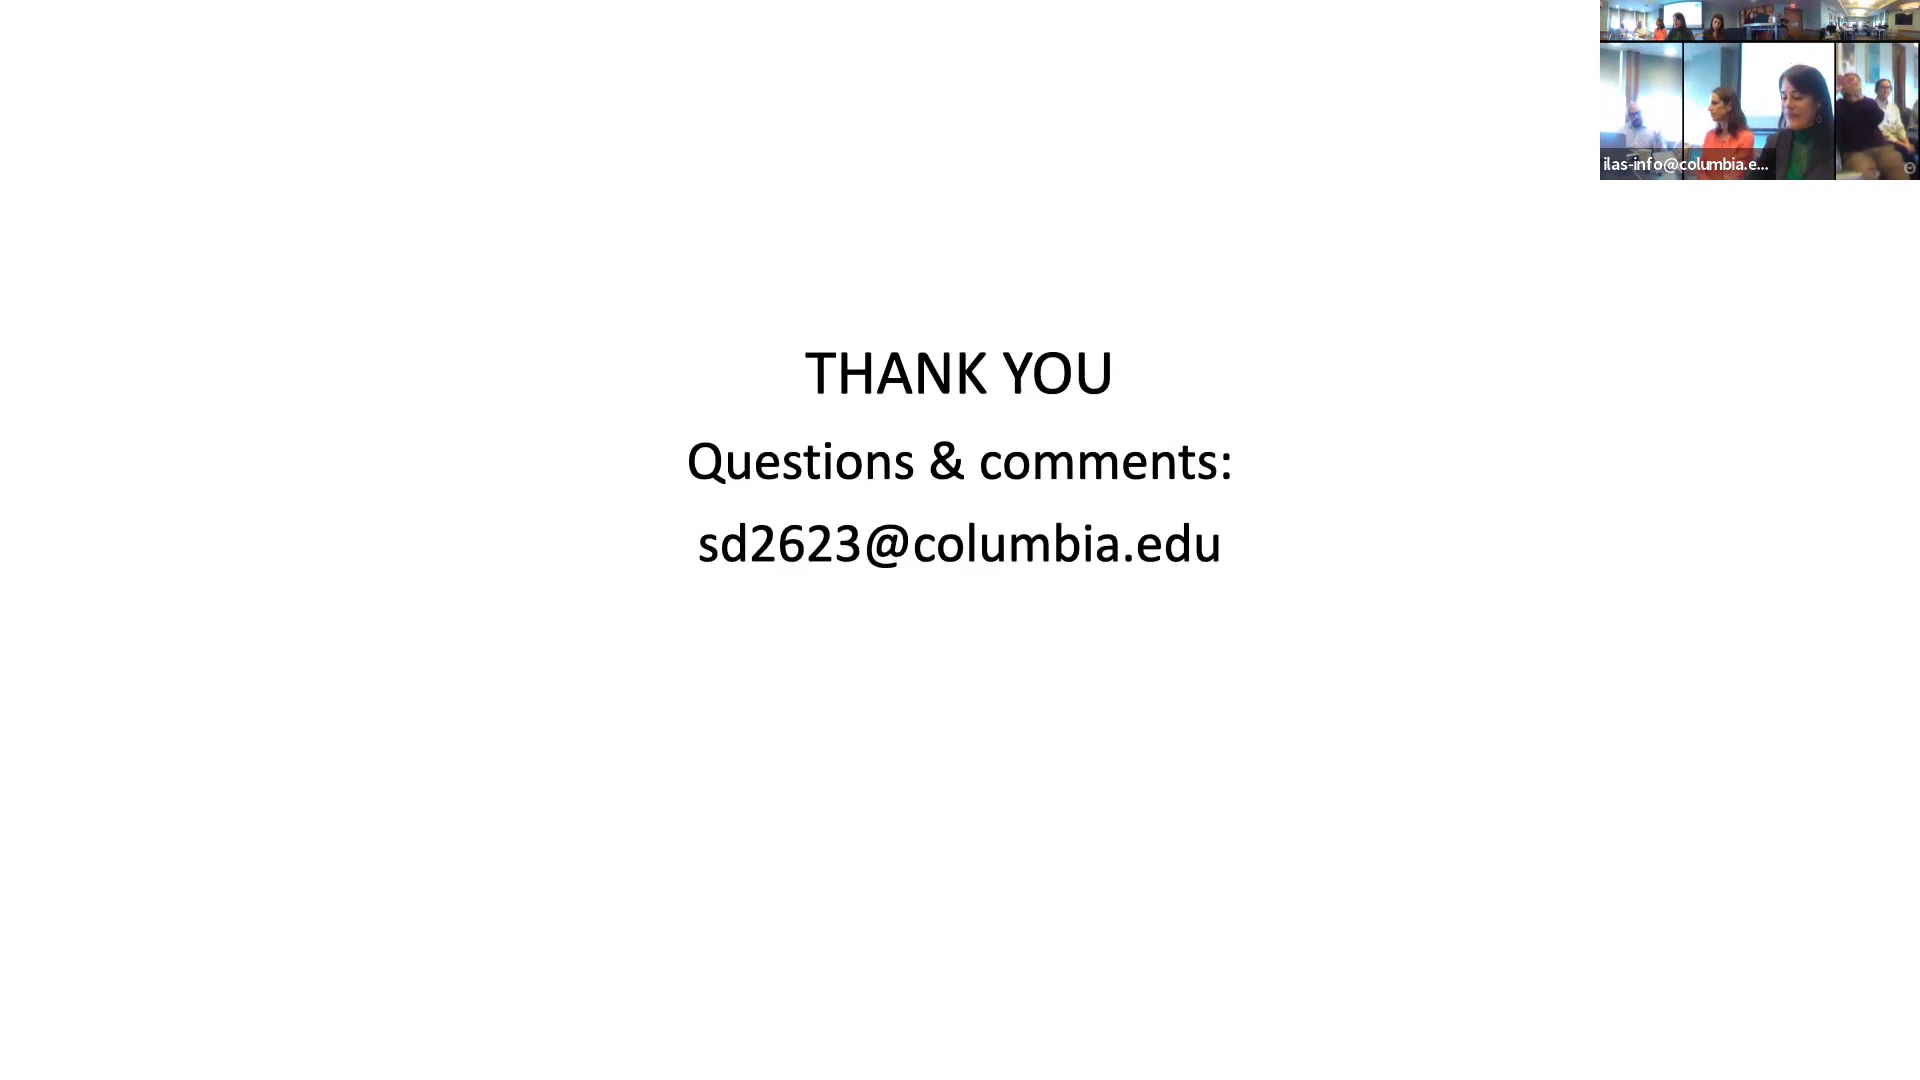 ilas-info@columbia.e...
THANK YOU
Questions & comments:
sd2623@columbia.edu